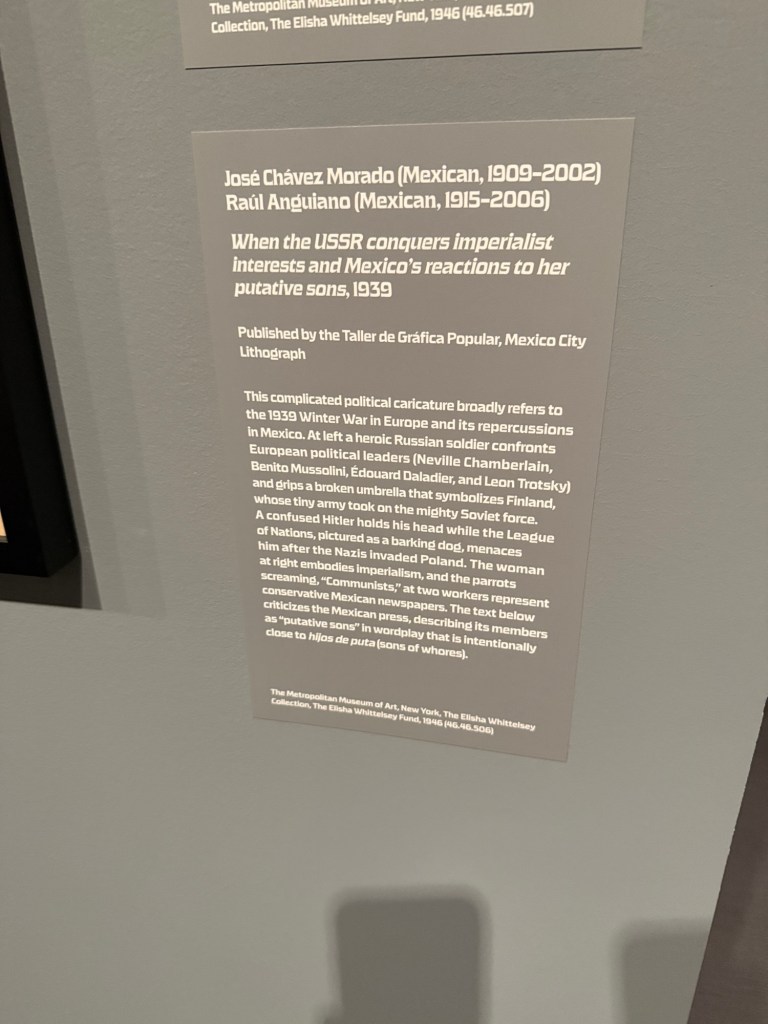 The Metropolitan Museum of Art, New
Collection, The Elisha Whittelsey Fund, 1946 (46.46.507)
José Chávez Morado (Mexican, 1909–2002)
Raúl Anguiano (Mexican, 1915–2006)
When the USSR conquers imperialist
interests and Mexico's reactions to her
putative sons, 1939
Published by the Taller de Gráfica Popular, Mexico City
Lithograph
This complicated political caricature broadly refers to
the 1939 Winter War in Europe and its repercussions
in Mexico. At left a heroic Russian soldier confronts
European political leaders (Neville Chamberlain,
Benito Mussolini, Édouard Daladier, and Leon Trotsky)
and grips a broken umbrella that symbolizes Finland,
whose tiny army took on the mighty Soviet force.
A confused Hitler holds his head while the League
of Nations, pictured as a barking dog, menaces
him after the Nazis invaded Poland. The woman
at right embodies imperialism, and the parrots
screaming, "Communists," at two workers represent
conservative Mexican newspapers. The text below
criticizes the Mexican press, describing its members
as "putative sons" in wordplay that is intentionally
close to hijos de puta (sons of whores).
The Metropolitan Museum of Art, New York, The Elisha Whittelsey
Collection, The Elisha Whittelsey Fund, 1946 (46.46.506)